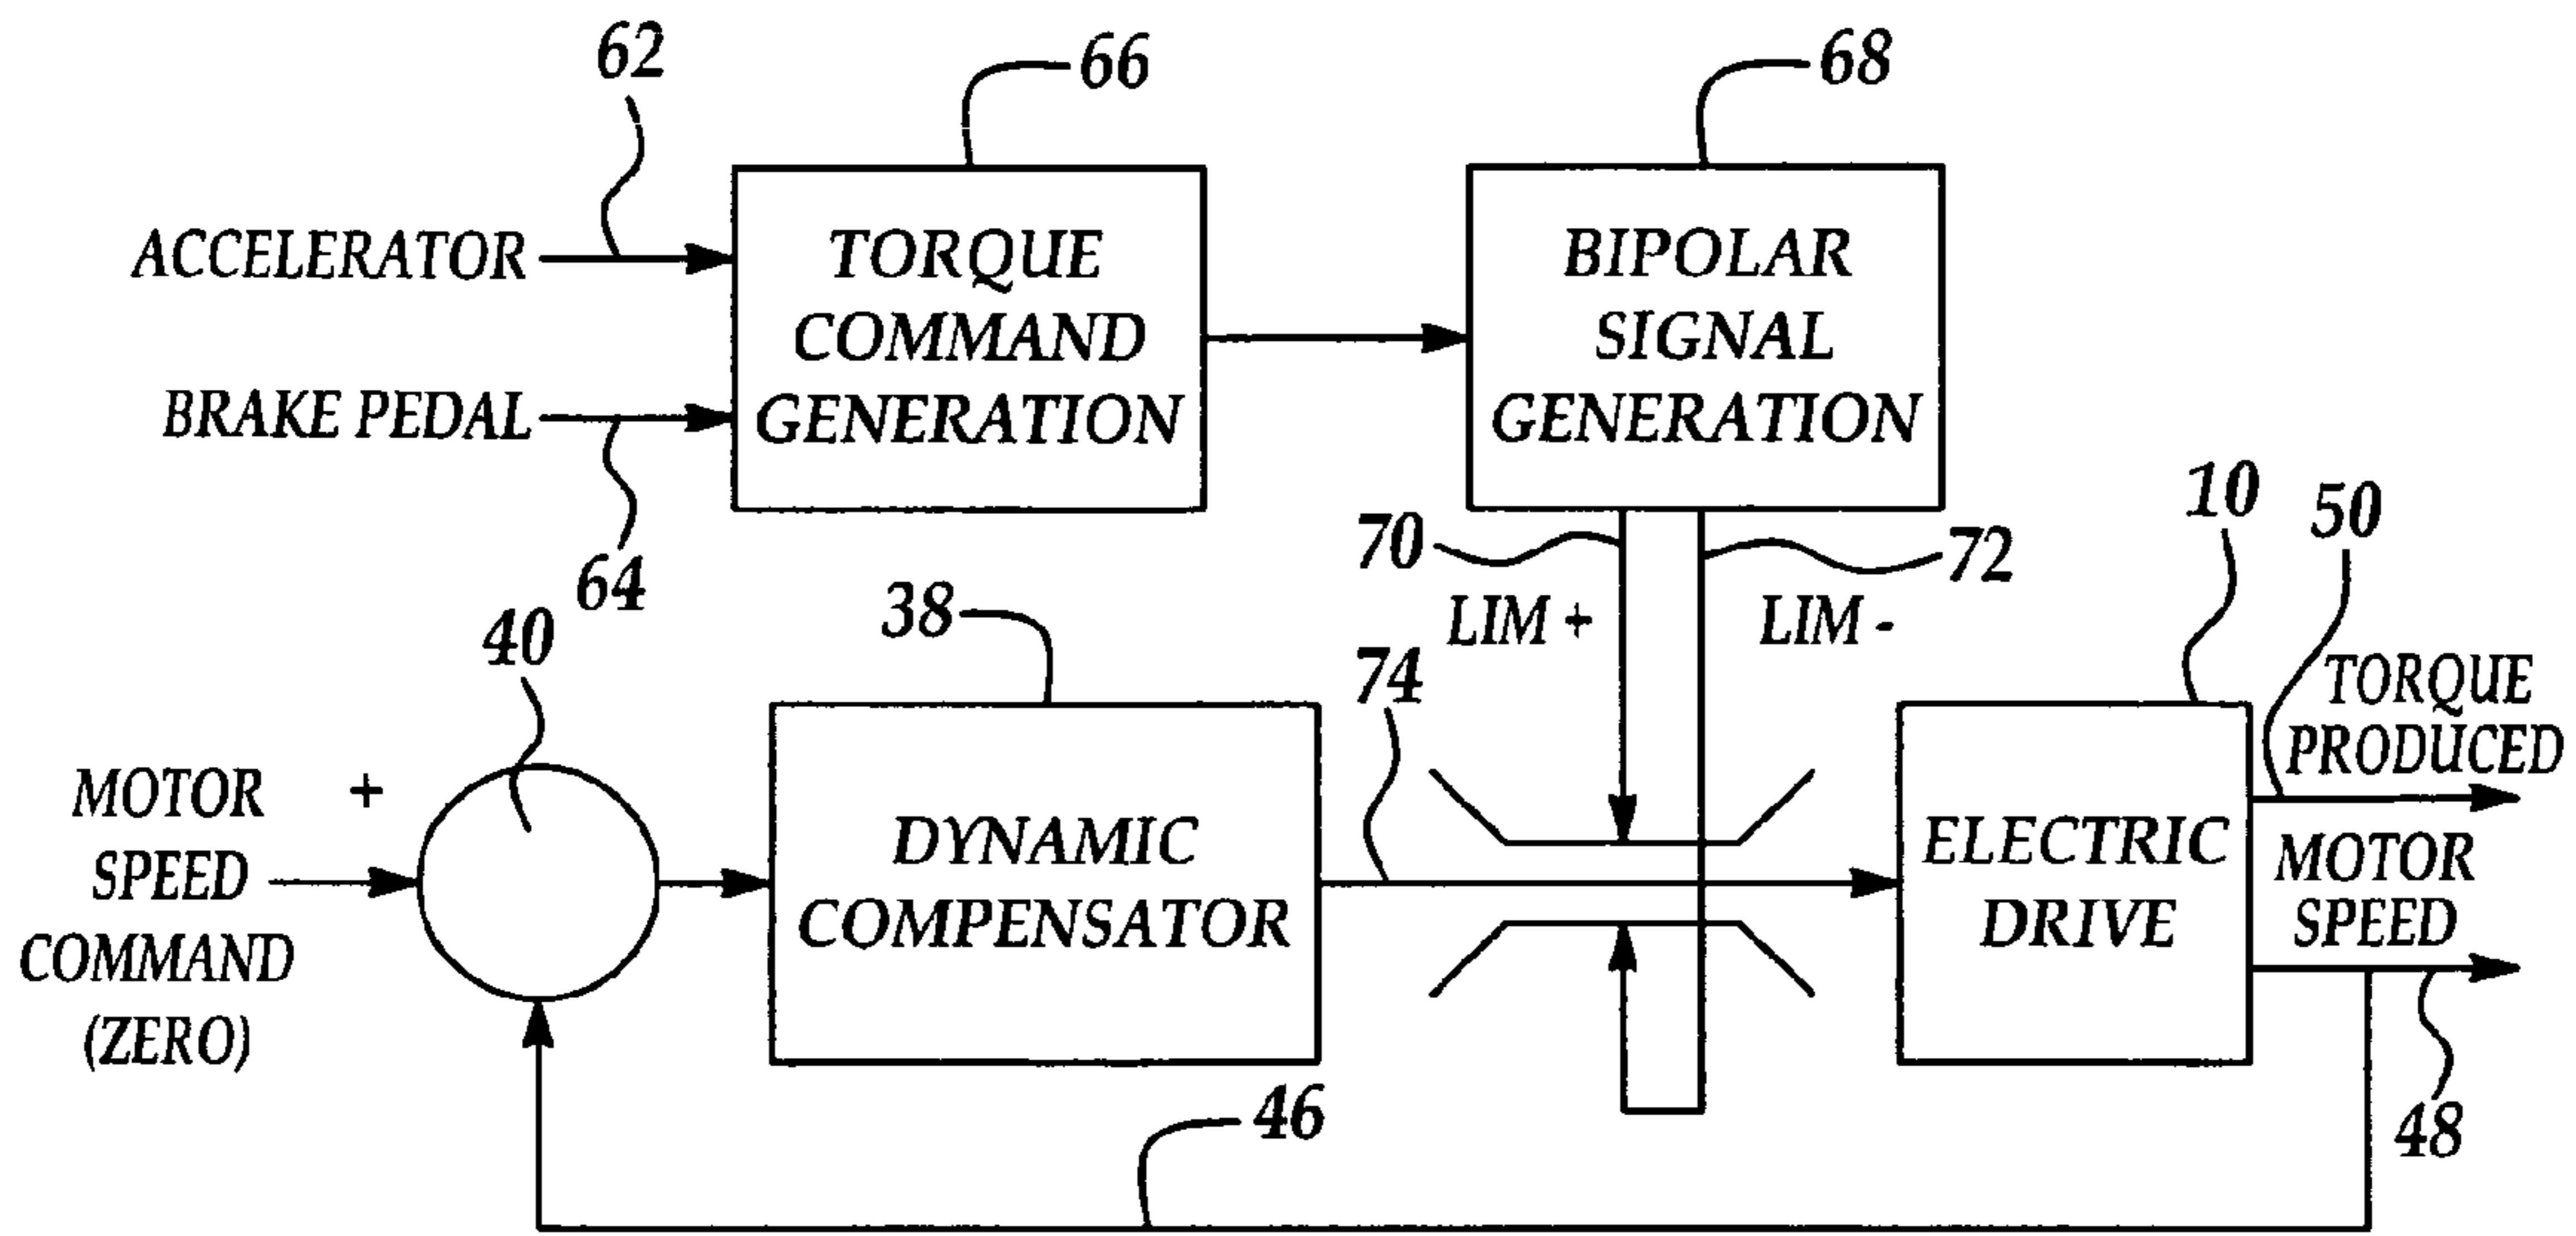 62
66
68
ACCELERATOR
TORQUE
COMMAND
GENERATION
BIPOLAR
SIGNAL
GENERATION
BRAKE PEDAL
64
70
72
LIM +
LIM -
10
50
40
38
74
TORQUE
PRODUCED
MOTOR
SPEED
COMMAND
(ZERO)
+
DYNAMIC
COMPENSATOR
ELECTRIC
DRIVE
MOTOR
SPEED
46
48